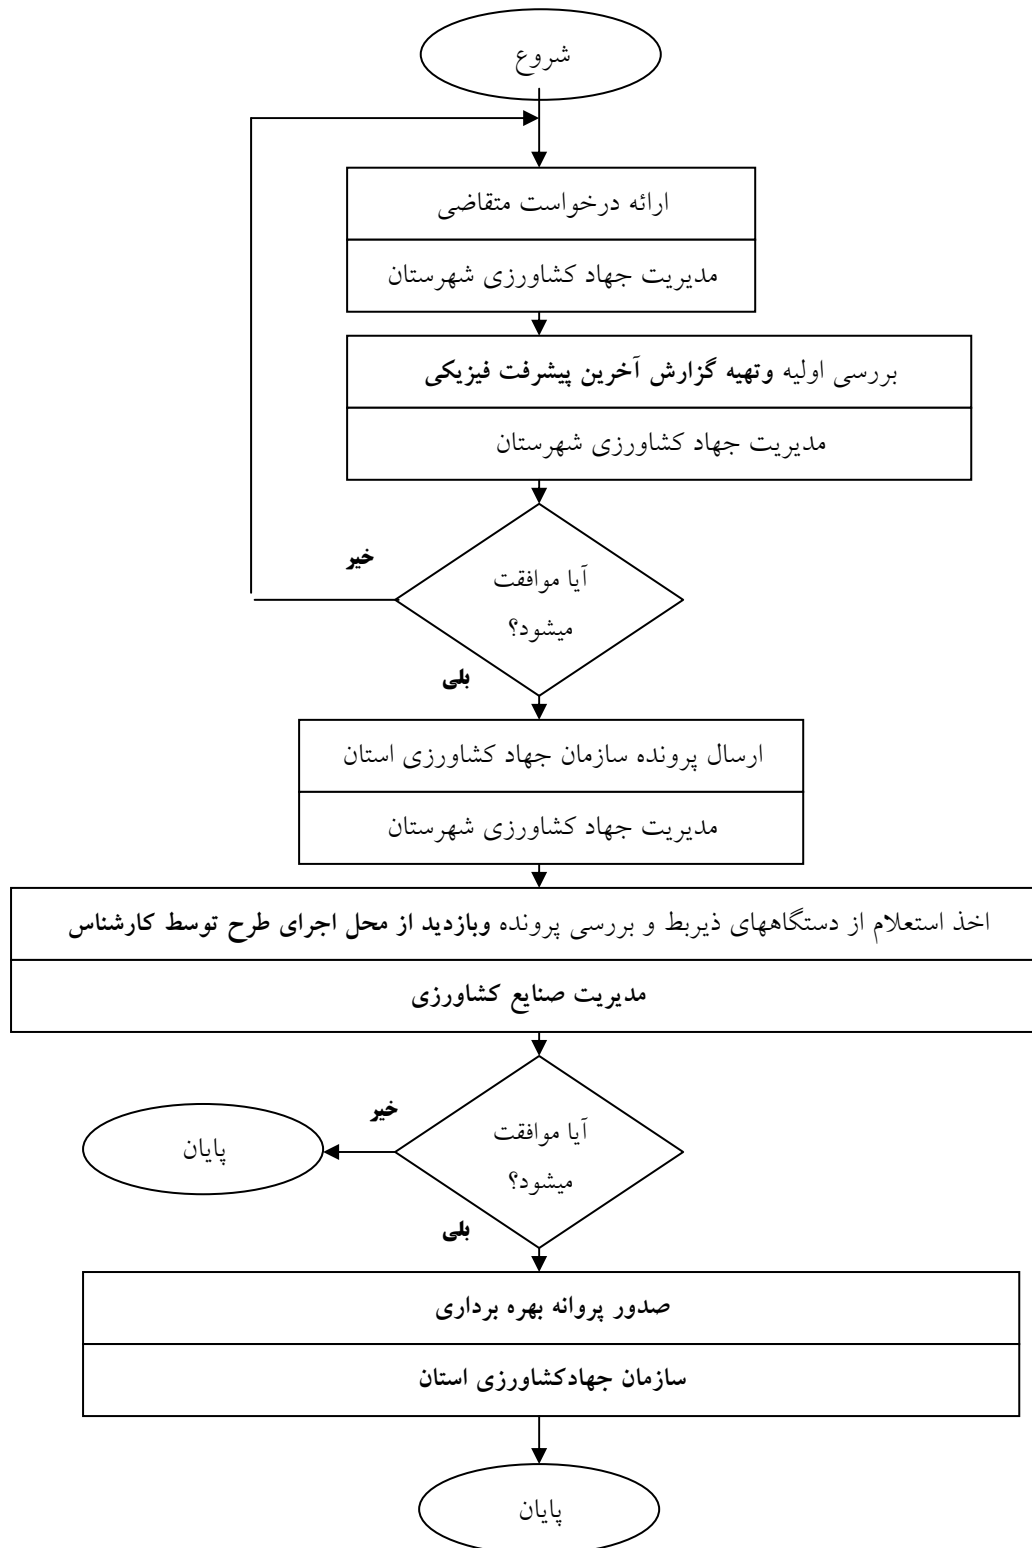 شروع
ارائه درخواست متقاضی
مدیریت جهاد کشاورزی شهرستان
بررسی اولیه وتهیه گزارش آخرین پیشرفت فیزیکی
مدیریت جهاد کشاورزی شهرستان
خیر
آیا موافقت
میشود؟
بلی
ارسال پرونده سازمان جهاد کشاورزی استان
مدیریت جهاد کشاورزی شهرستان
اخذ استعلام از دستگاههای ذیربط و بررسی پرونده وبازدید از محل اجرای طرح توسط کارشناس
مدیریت صنایع کشاورزی
خیر
آیا موافقت
میشود؟
پایان
بلی
صدور پروانه بهره برداری
سازمان جهادکشاورزی استان
پایان